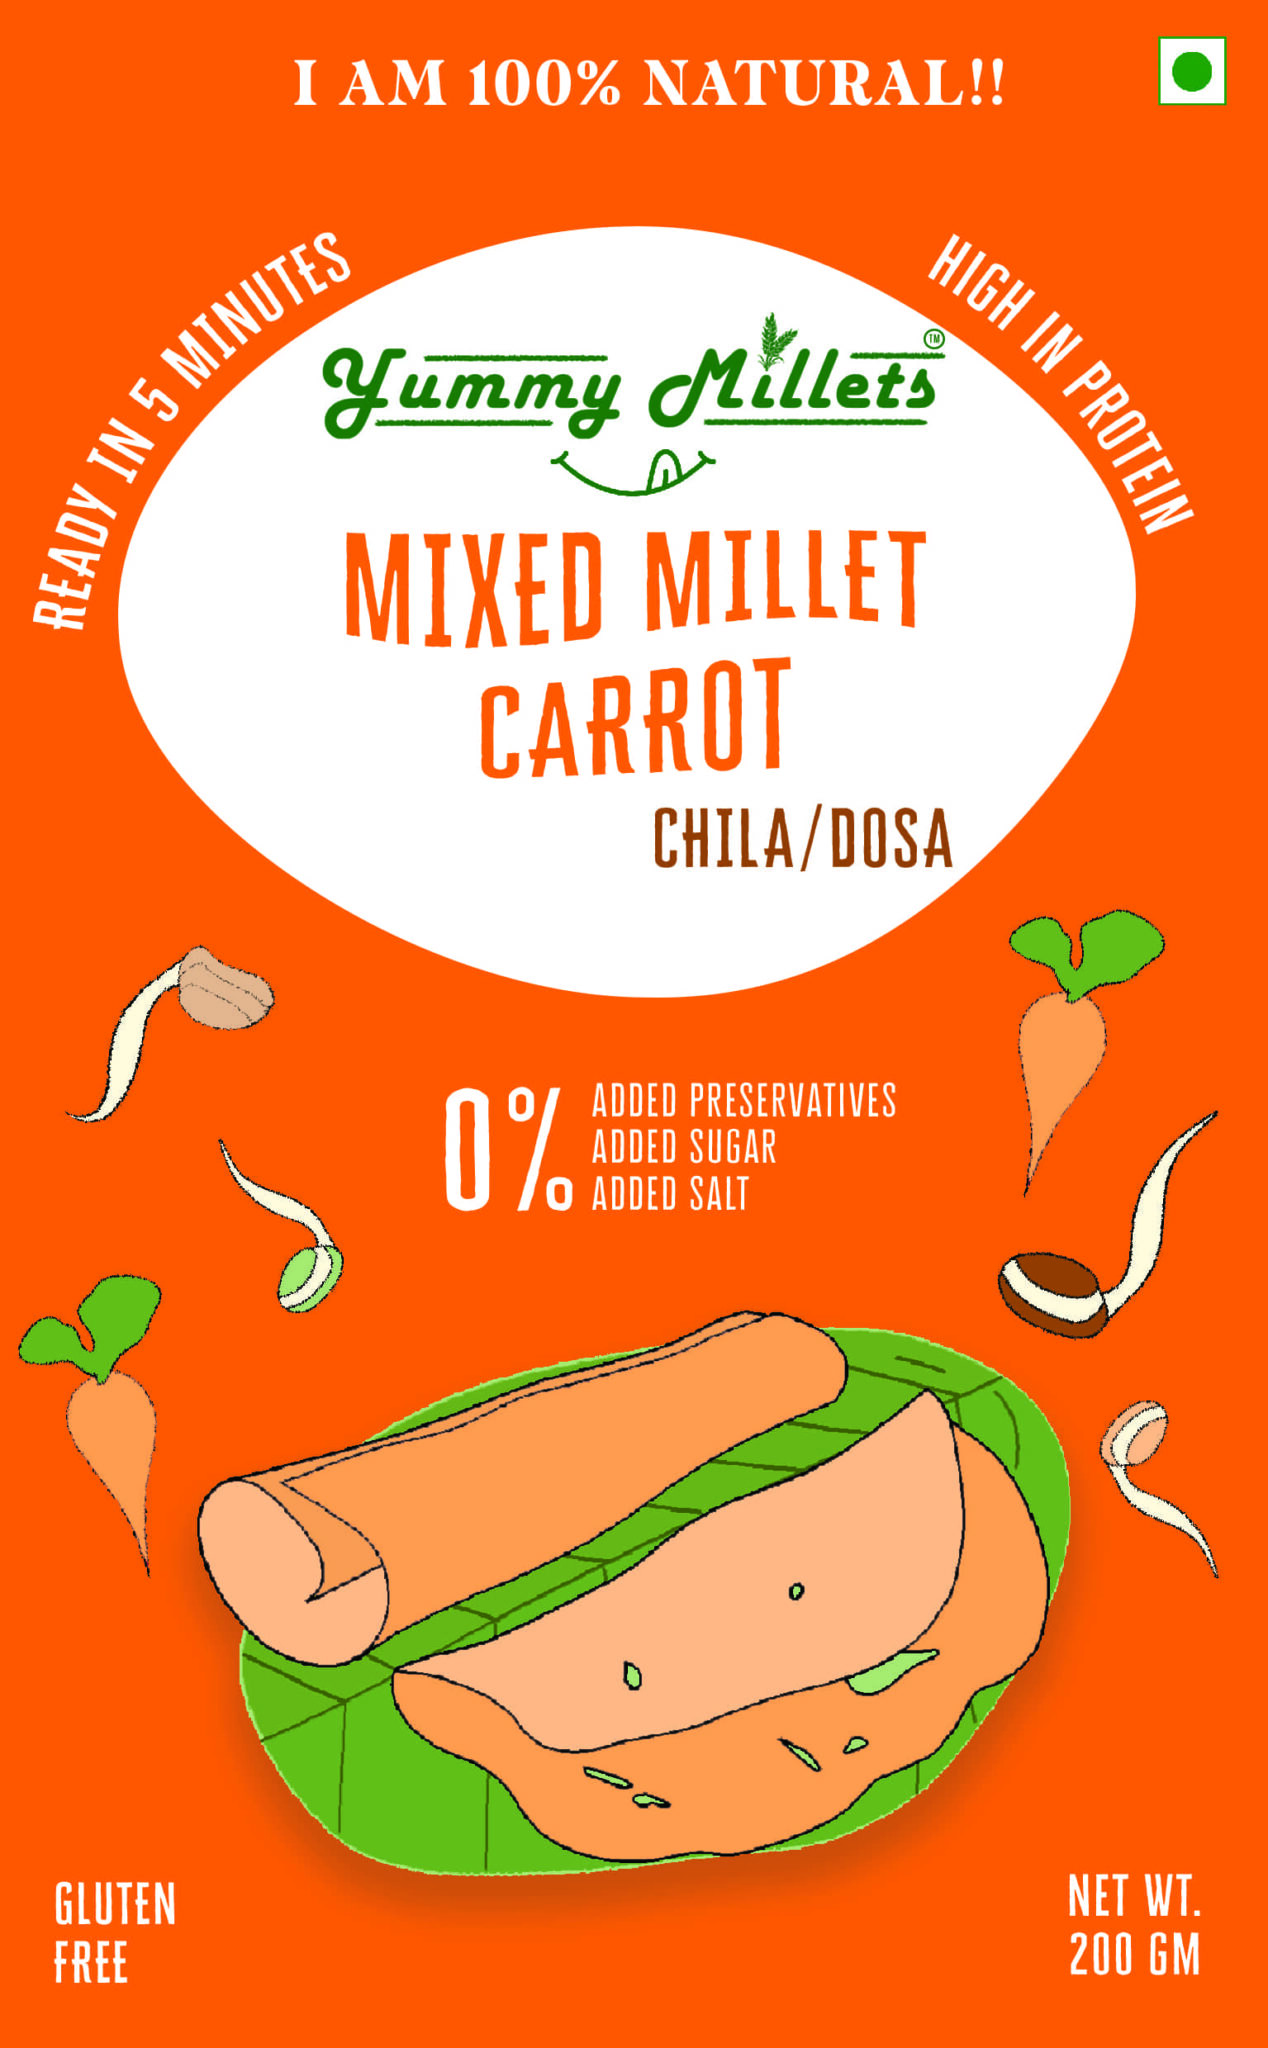 I AM 100% NATURAL!!
READY IN 5 MINUTES
HIGH IN PROTEIN
Yummy Millets TM
MIXED MILLET
CARROT
CHILA/DOSA
0%
ADDED PRESERVATIVES
ADDED SUGAR
ADDED SALT
GLUTEN
FREE
NET WT.
200 GM